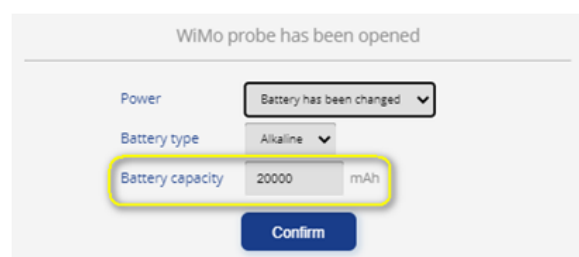 WiMo probe has been opened
Power Battery has been changed
Battery type Alkaline
Battery capacity 20000 mAh
Confirm